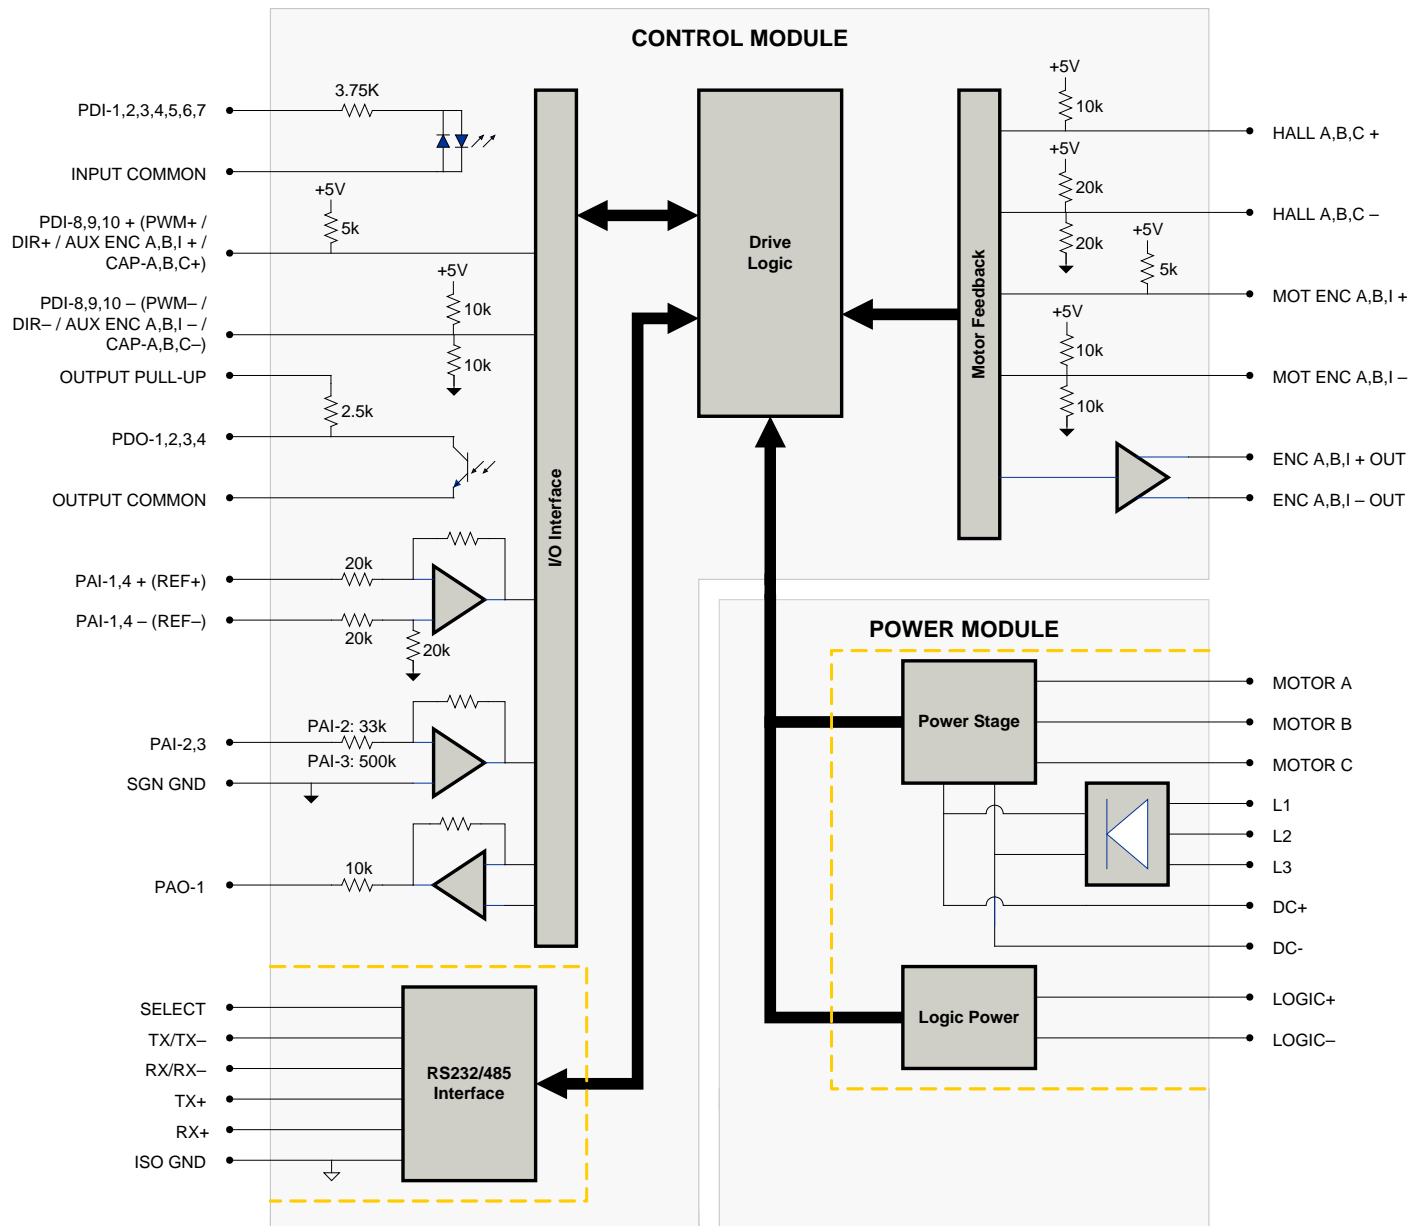 CONTROL MODULE
PDI-1,2,3,4,5,6,7
3.75K
INPUT COMMON
+5V
5k
PDI-8,9,10 + (PWM+ /
DIR+ / AUX ENC A,B,I + /
CAP-A,B,C+)
+5V
10k
10k
PDI-8,9,10 – (PWM– /
DIR– / AUX ENC A,B,I – /
CAP-A,B,C–)
OUTPUT PULL-UP
2.5k
PDO-1,2,3,4
OUTPUT COMMON
PAI-1,4 + (REF+)
20k
PAI-1,4 – (REF–)
20k
20k
PAI-2,3
PAI-2: 33k
PAI-3: 500k
SGN GND
PAO-1
10k
I/O Interface
SELECT
TX/TX–
RX/RX–
TX+
RX+
ISO GND
RS232/485
Interface
Drive
Logic
Motor Feedback
+5V
10k
HALL A,B,C +
+5V
20k
HALL A,B,C –
20k
+5V
5k
MOT ENC A,B,I +
+5V
10k
MOT ENC A,B,I –
10k
ENC A,B,I + OUT
ENC A,B,I – OUT
POWER MODULE
Power Stage
MOTOR A
MOTOR B
MOTOR C
L1
L2
L3
DC+
DC-
Logic Power
LOGIC+
LOGIC–